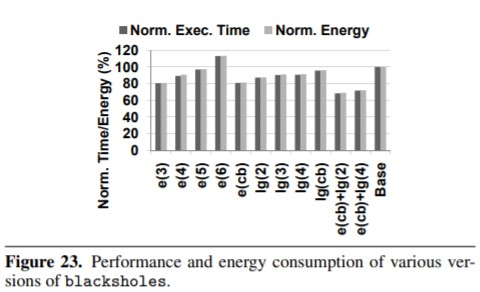 Norm. Exec. Time Norm. Energy
Norm. Time/Energy (%)
120
100
80
60
40
20
0
e(3)
e(4)
e(5)
e(6)
e(cb)
lg(2)
lg(3)
lg(4)
lg(cb)
e(cb)+lg(2)
e(cb)+lg(4)
Base
Figure 23. Performance and energy consumption of various ver-
sions of blacksholes.